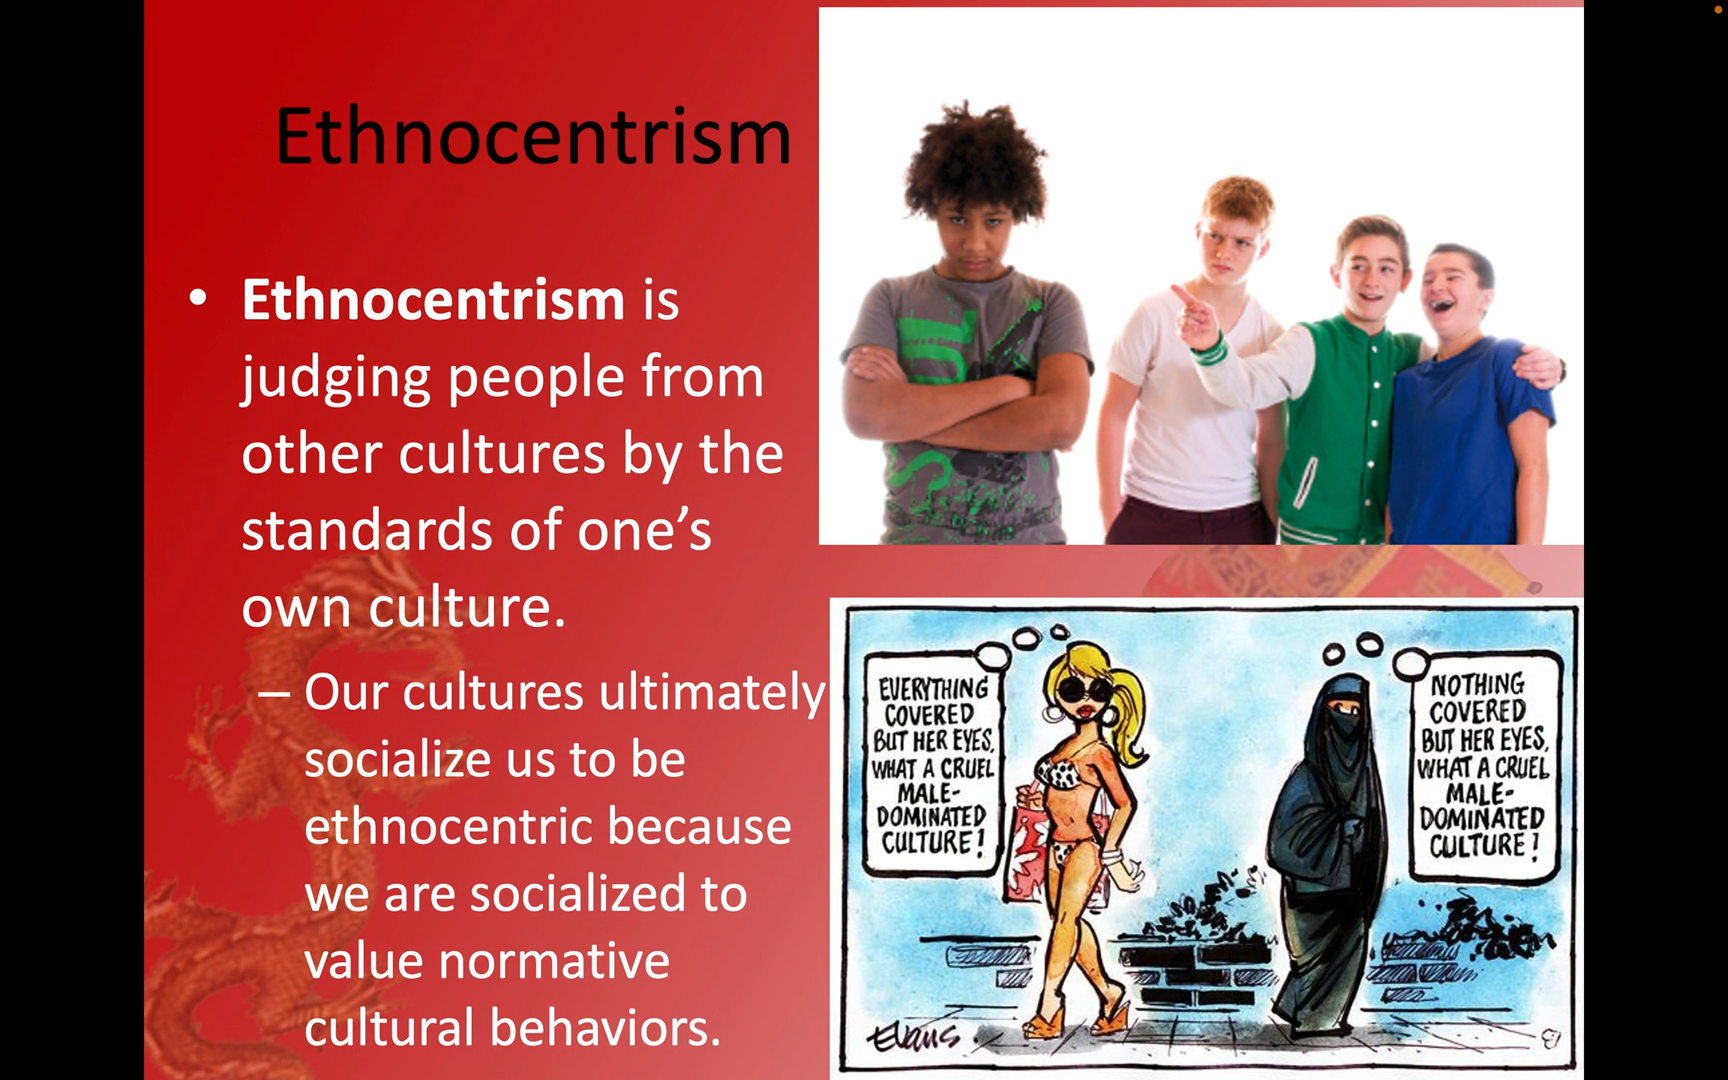 Ethnocentrism
• Ethnocentrism is
judging people from
other cultures by the
standards of one’s
own culture.
– Our cultures ultimately
socialize us to be
ethnocentric because
we are socialized to
value normative
cultural behaviors.
EVERYTHING
COVERED
BUT HER EYES,
WHAT A CRUEL
MALE-
DOMINATED
CULTURE!
NOTHING
COVERED
BUT HER EYES,
WHAT A CRUEL
MALE-
DOMINATED
CULTURE!
Evans